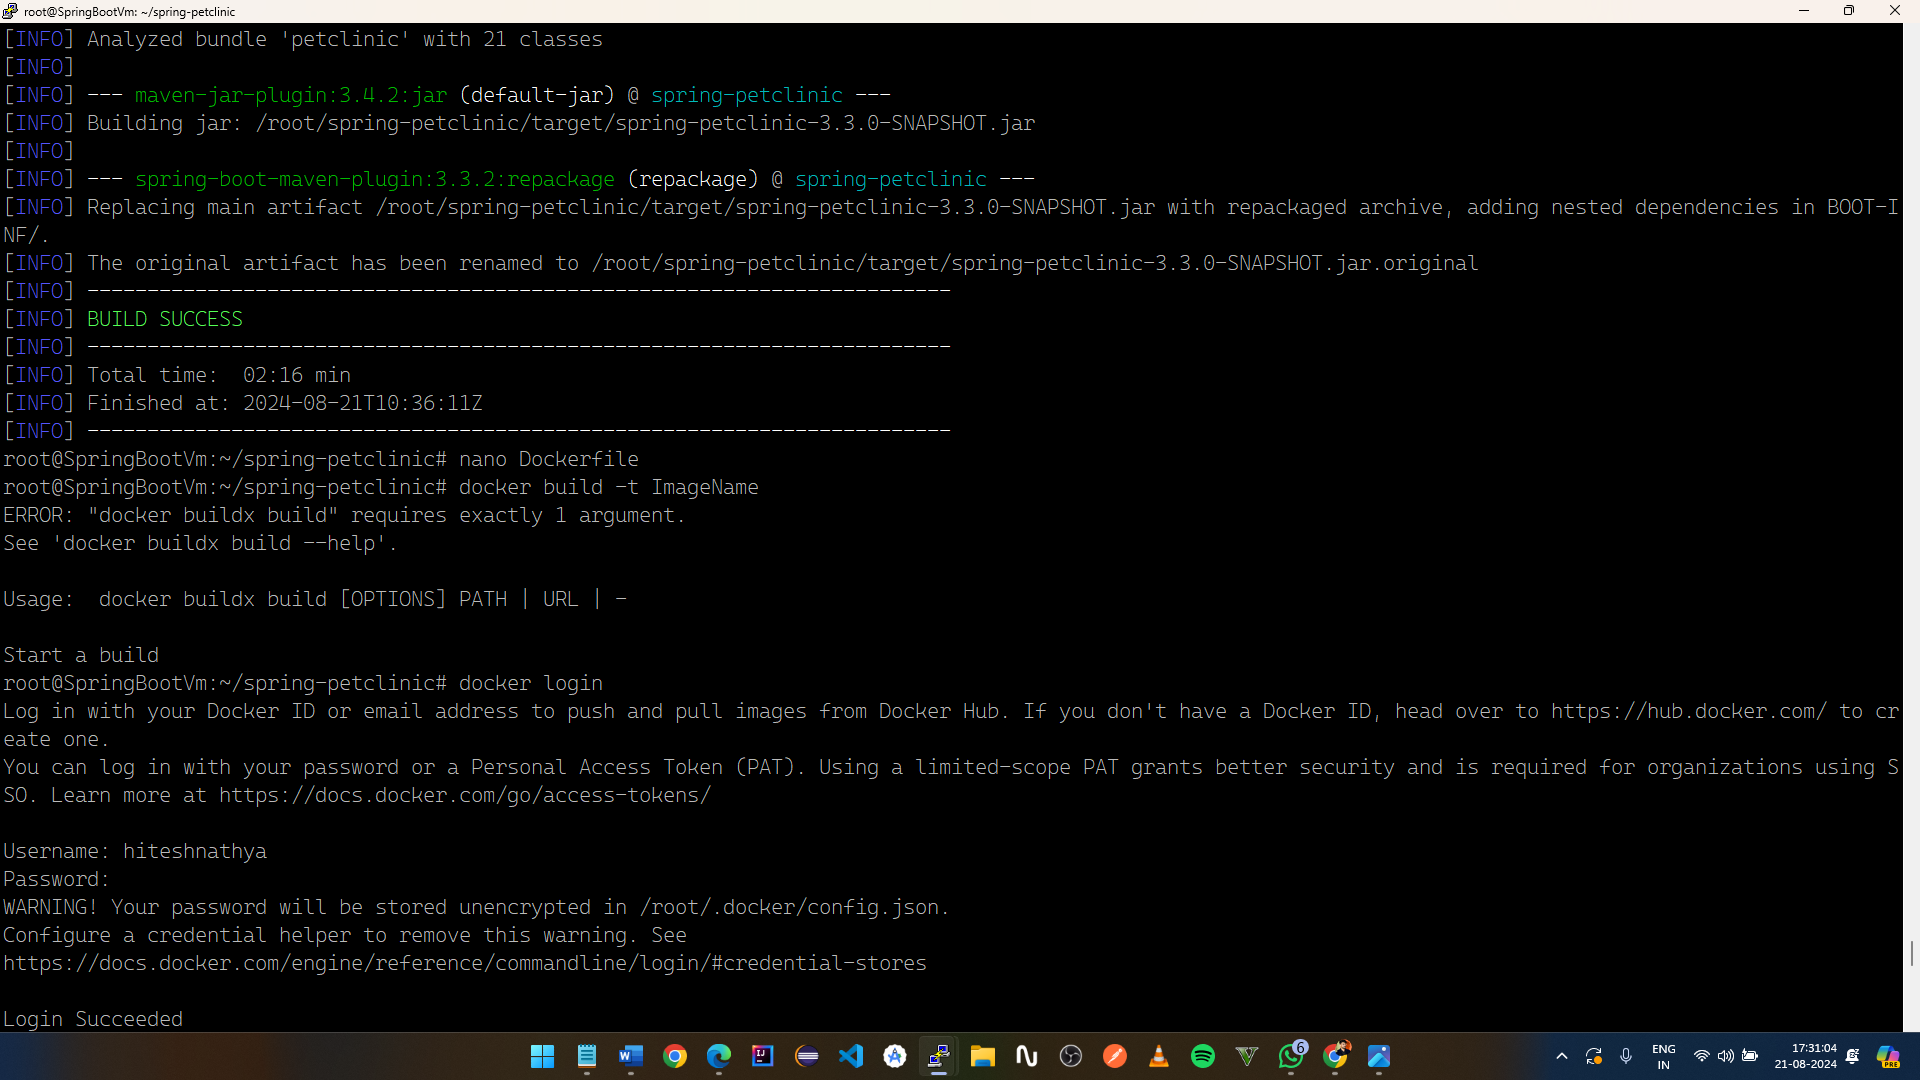 root@SpringBootVm: ~/spring-petclinic
[INFO] Analyzed bundle 'petclinic' with 21 classes
[INFO]
[INFO] --- maven-jar-plugin:3.4.2:jar (default-jar) @ spring-petclinic ---
[INFO] Building jar: /root/spring-petclinic/target/spring-petclinic-3.3.0-SNAPSHOT.jar
[INFO]
[INFO] --- spring-boot-maven-plugin:3.3.2:repackage (repackage) @ spring-petclinic ---
[INFO] Replacing main artifact /root/spring-petclinic/target/spring-petclinic-3.3.0-SNAPSHOT.jar with repackaged archive, adding nested dependencies in BOOT-I
NF/.
[INFO] The original artifact has been renamed to /root/spring-petclinic/target/spring-petclinic-3.3.0-SNAPSHOT.jar.original
[INFO] ------------------------------------------------------------------------
[INFO] BUILD SUCCESS
[INFO] ------------------------------------------------------------------------
[INFO] Total time:  02:16 min
[INFO] Finished at: 2024-08-21T10:36:11Z
[INFO] ------------------------------------------------------------------------
root@SpringBootVm:~/spring-petclinic# nano Dockerfile
root@SpringBootVm:~/spring-petclinic# docker build -t ImageName
ERROR: "docker buildx build" requires exactly 1 argument.
See 'docker buildx build --help'.
Usage:  docker buildx build [OPTIONS] PATH | URL | -
Start a build
root@SpringBootVm:~/spring-petclinic# docker login
Log in with your Docker ID or email address to push and pull images from Docker Hub. If you don't have a Docker ID, head over to https://hub.docker.com/ to cr
eate one.
You can log in with your password or a Personal Access Token (PAT). Using a limited-scope PAT grants better security and is required for organizations using S
SO. Learn more at https://docs.docker.com/go/access-tokens/
Username: hiteshnathya
Password:
WARNING! Your password will be stored unencrypted in /root/.docker/config.json.
Configure a credential helper to remove this warning. See
https://docs.docker.com/engine/reference/commandline/login/#credential-stores
Login Succeeded
6
ENG
IN
17:31:04
21-08-2024
PRE